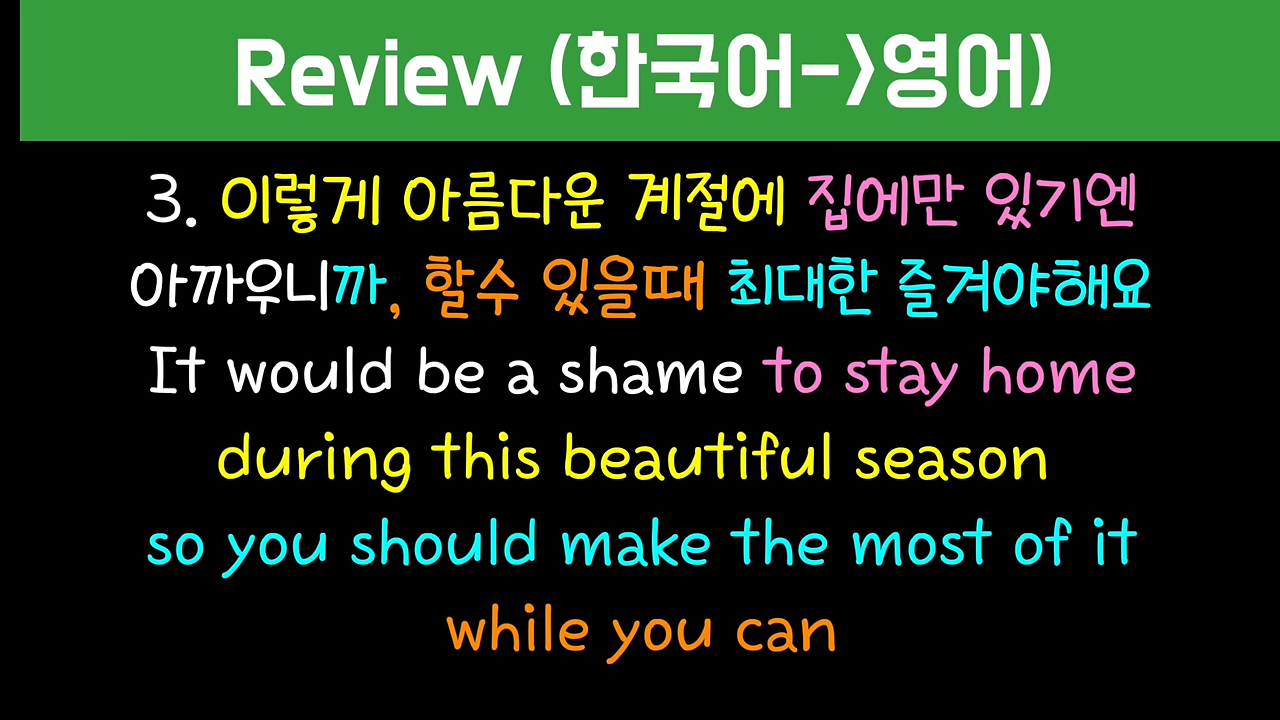 Review (한국어->영어)
3. 이렇게 아름다운 계절에 집에만 있기엔
아까우니까, 할수 있을때 최대한 즐겨야해요
It would be a shame to stay home
during this beautiful season
so you should make the most of it
while you can